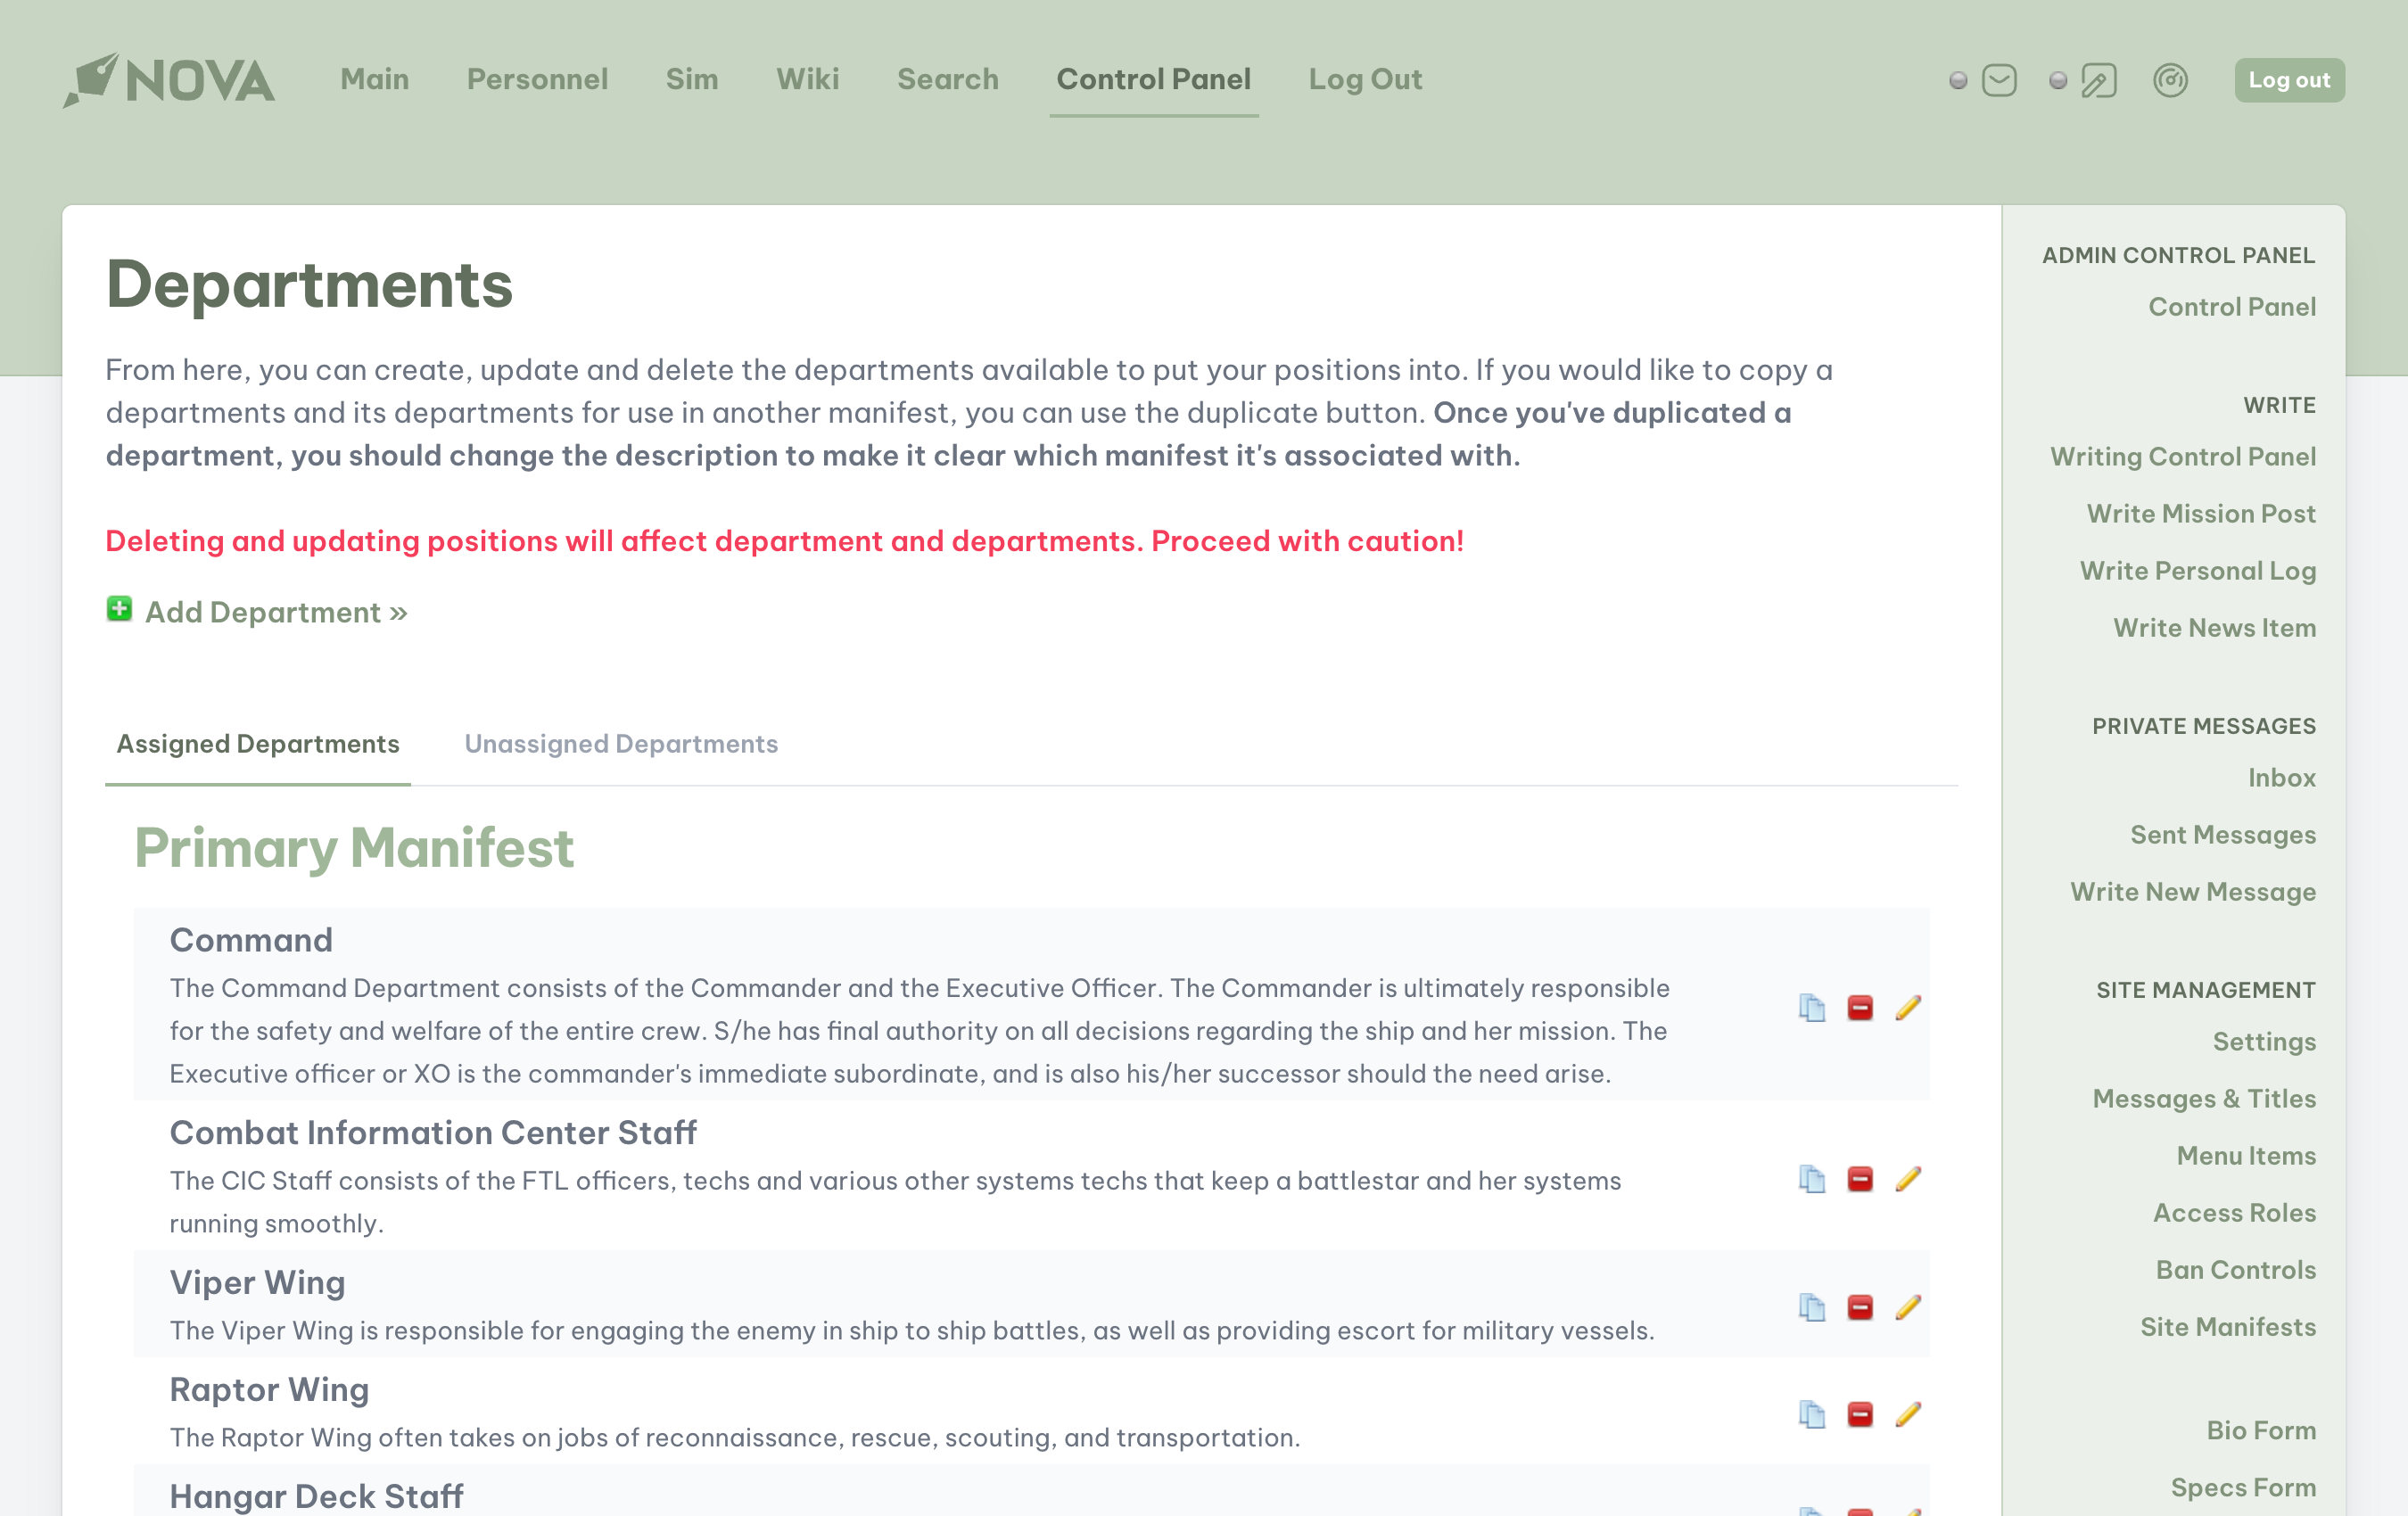 NOVA
Main
Personnel
Sim
Wiki
Search
Control Panel
Log Out
Log out
Departments
From here, you can create, update and delete the departments available to put your positions into. If you would like to copy a
departments and its departments for use in another manifest, you can use the duplicate button. Once you've duplicated a
department, you should change the description to make it clear which manifest it's associated with.
Deleting and updating positions will affect department and departments. Proceed with caution!
Add Department »
Assigned Departments
Unassigned Departments
Primary Manifest
Command
The Command Department consists of the Commander and the Executive Officer. The Commander is ultimately responsible
for the safety and welfare of the entire crew. S/he has final authority on all decisions regarding the ship and her mission. The
Executive officer or XO is the commander's immediate subordinate, and is also his/her successor should the need arise.
Combat Information Center Staff
The CIC Staff consists of the FTL officers, techs and various other systems techs that keep a battlestar and her systems
running smoothly.
Viper Wing
The Viper Wing is responsible for engaging the enemy in ship to ship battles, as well as providing escort for military vessels.
Raptor Wing
The Raptor Wing often takes on jobs of reconnaissance, rescue, scouting, and transportation.
Hangar Deck Staff
ADMIN CONTROL PANEL
Control Panel
WRITE
Writing Control Panel
Write Mission Post
Write Personal Log
Write News Item
PRIVATE MESSAGES
Inbox
Sent Messages
Write New Message
SITE MANAGEMENT
Settings
Messages & Titles
Menu Items
Access Roles
Ban Controls
Site Manifests
Bio Form
Specs Form